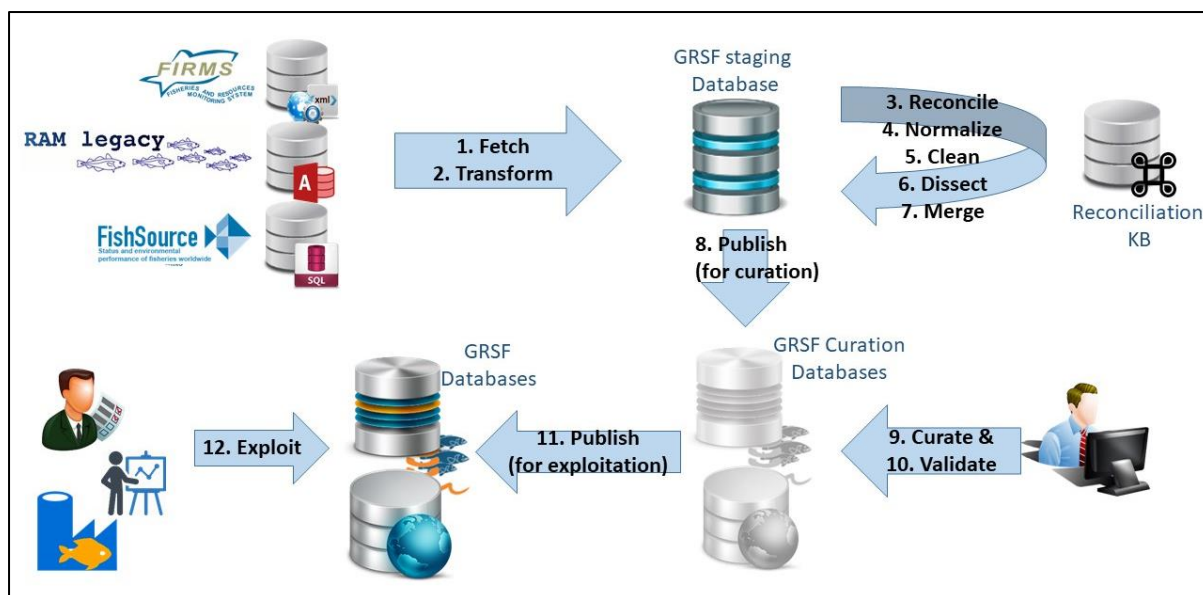 FIRMS
FISHERIES AND RESOURCES
MONITORING SYSTEM
xml
RAM legacy
A
FishSource
Status and environmental
performance of fisheries worldwide
SQL
1. Fetch
2. Transform
GRSF staging
Database
3. Reconcile
4. Normalize
5. Clean
6. Dissect
7. Merge
Reconciliation
KB
8. Publish
(for curation)
GRSF
Databases
GRSF Curation
Databases
12. Exploit
11. Publish
(for exploitation)
9. Curate &
10. Validate